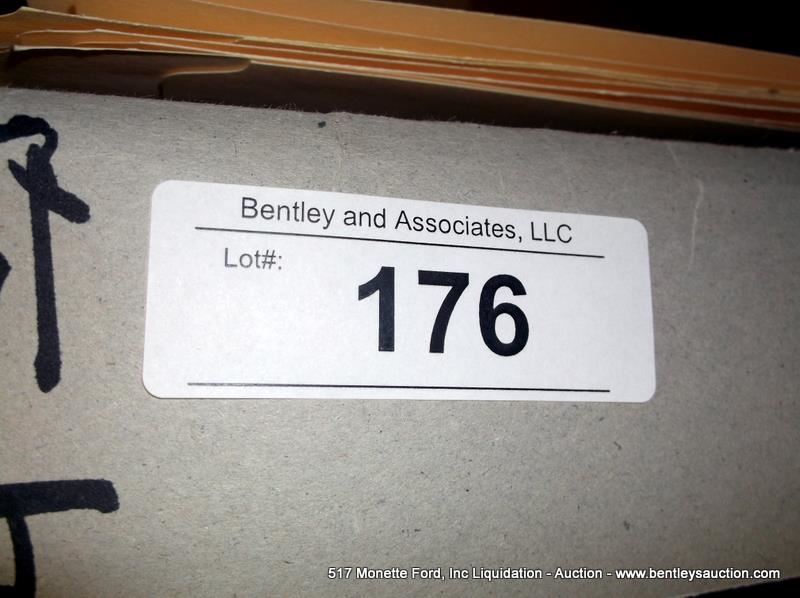 Bentley and Associates, LLC
Lot#:
176
517 Monette Ford, Inc Liquidation - Auction - www.bentleysauction.com